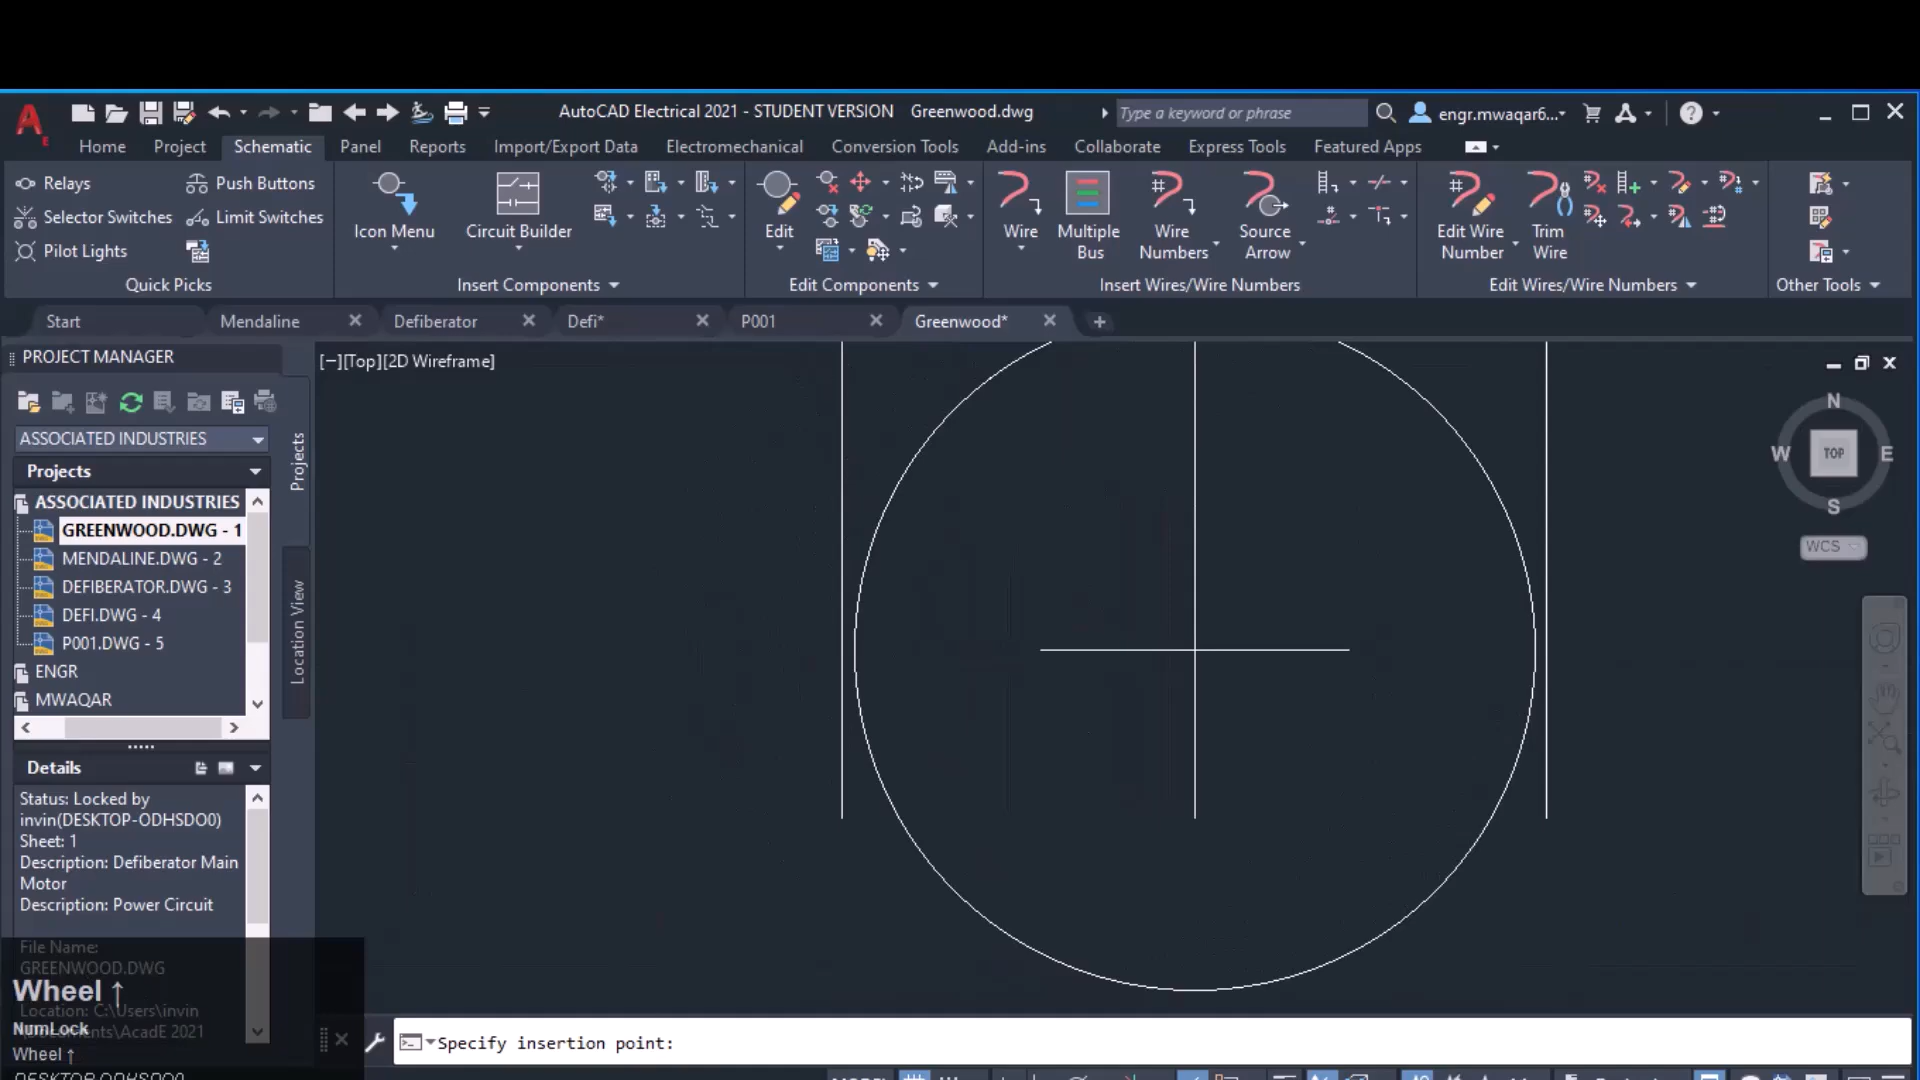 AutoCAD Electrical 2021 - STUDENT VERSION Greenwood.dwg
Type a keyword or phrase
engr.mwaqar6...
Home Project Schematic Panel Reports Import/Export Data Electromechanical Conversion Tools Add-ins Collaborate Express Tools Featured Apps
Relays Push Buttons
Selector Switches Limit Switches
Pilot Lights
Icon Menu Circuit Builder Edit Wire Multiple Bus Wire Numbers Source Arrow Edit Wire Number Trim Wire
Quick Picks Insert Components Edit Components Insert Wires/Wire Numbers Edit Wires/Wire Numbers Other Tools
Start Mendaline Defiberator Defi* P001 Greenwood*
PROJECT MANAGER
[−][Top][2D Wireframe]
N
W TOP E
S
WCS
ASSOCIATED INDUSTRIES
Projects
Projects
Location View
ASSOCIATED INDUSTRIES
GREENWOOD.DWG - 1
MENDALINE.DWG - 2
DEFIBERATOR.DWG - 3
DEFI.DWG - 4
P001.DWG - 5
ENGR
MWAQAR
Details
Status: Locked by
invin(DESKTOP-ODHSDO0)
Sheet: 1
Description: Defiberator Main
Motor
Description: Power Circuit
File Name:
GREENWOOD.DWG
Wheel ↑
Location: C:\Users\invin
NumLock
\Documents\AcadE 2021
Wheel ↑
Specify insertion point: